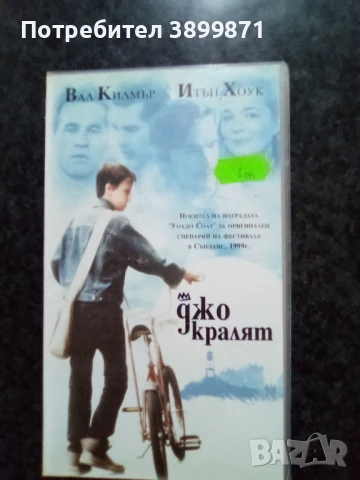 Потребител 3899871
Вал Килмър Итън Хоук
2m
Носител на наградата
"Уолдо Солт" за оригинален
сценарий на фестивала
в Сънданс, 1999г.
джо
кралят
BAZAR